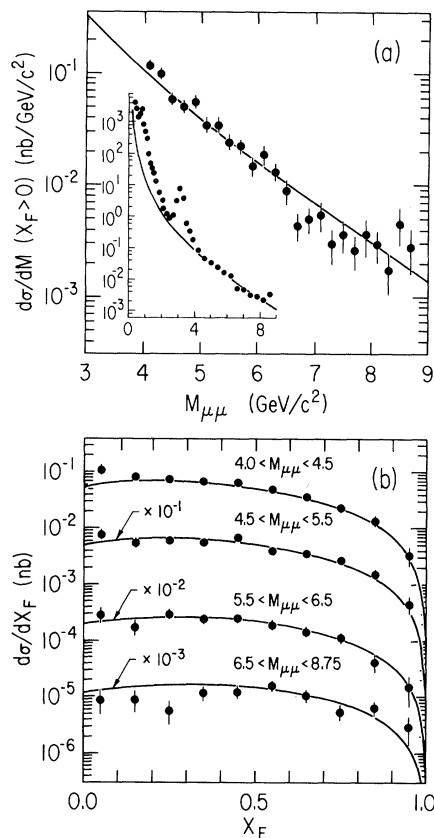 (a)
dσ/dM (X_F>0) (nb/GeV/c²)
10⁻¹
10⁻²
10⁻³
10³
10²
10¹
10⁰
10⁻¹
10⁻²
10⁻³
0 4 8
3 4 5 6 7 8 9
M_μμ (GeV/c²)
(b)
dσ/dX_F (nb)
10⁻¹
10⁻²
10⁻³
10⁻⁴
10⁻⁵
10⁻⁶
4.0 < M_μμ < 4.5
× 10⁻¹
4.5 < M_μμ < 5.5
× 10⁻²
5.5 < M_μμ < 6.5
× 10⁻³
6.5 < M_μμ < 8.75
0.0 0.5 1.0
X_F